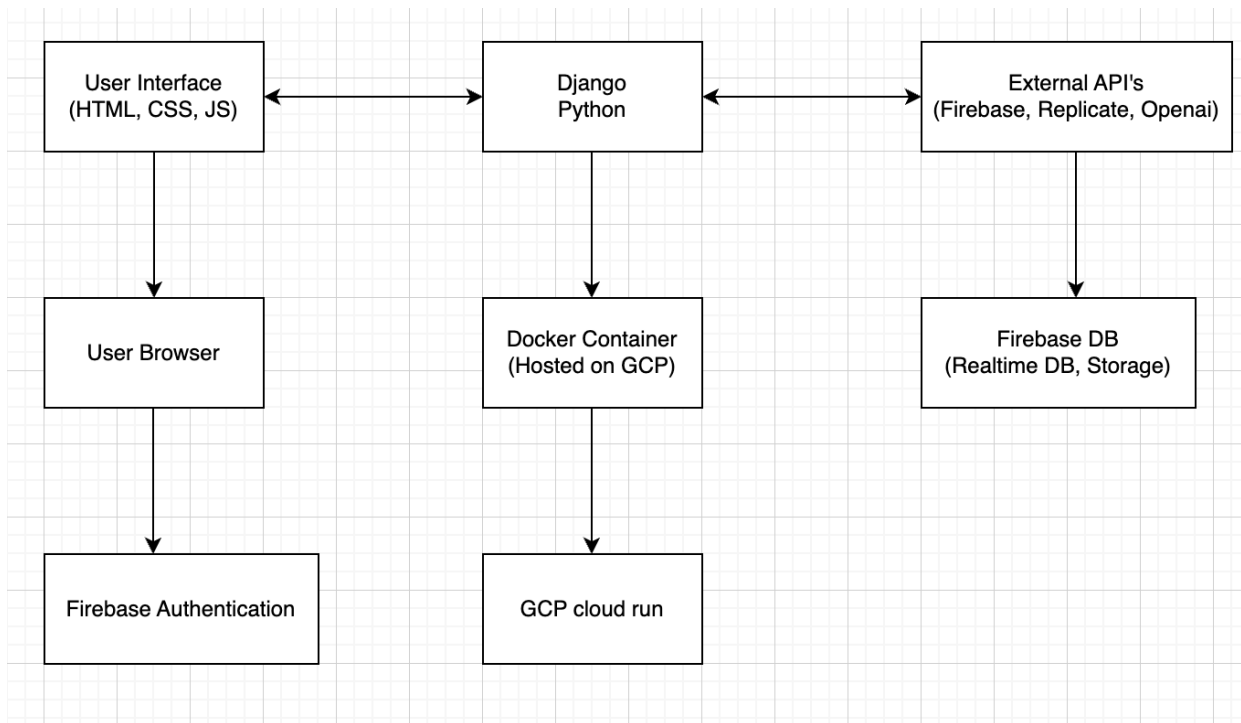 User Interface
(HTML, CSS, JS)
Django
Python
External API's
(Firebase, Replicate, Openai)
User Browser
Docker Container
(Hosted on GCP)
Firebase DB
(Realtime DB, Storage)
Firebase Authentication
GCP cloud run